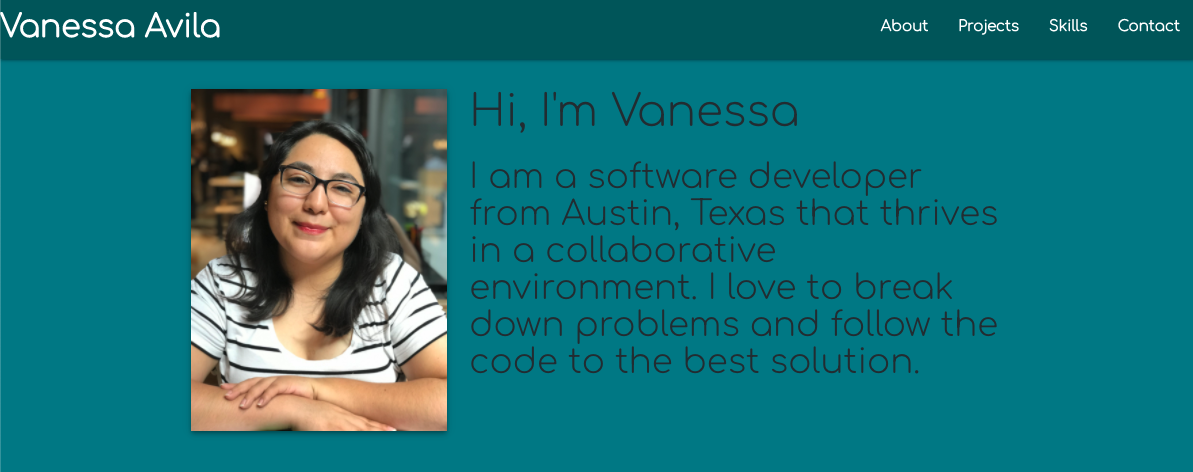 Vanessa Avila
About Projects Skills Contact
Hi, I'm Vanessa
I am a software developer
from Austin, Texas that thrives
in a collaborative
environment. I love to break
down problems and follow the
code to the best solution.